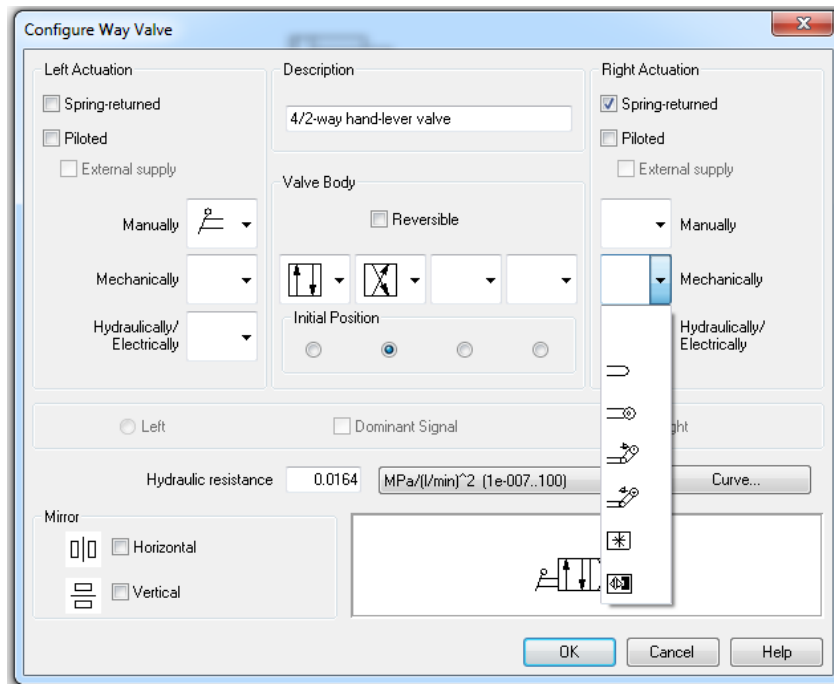 Configure Way Valve
Left Actuation
Spring-returned
Piloted
External supply
Manually
Mechanically
Hydraulically/
Electrically
Description
4/2-way hand-lever valve
Valve Body
Reversible
Initial Position
Right Actuation
Spring-returned
Piloted
External supply
Manually
Mechanically
Hydraulically/
Electrically
Left
Dominant Signal
ght
Hydraulic resistance
0.0164
MPa/(l/min)^2 (1e-007..100)
Curve...
Mirror
Horizontal
Vertical
OK
Cancel
Help